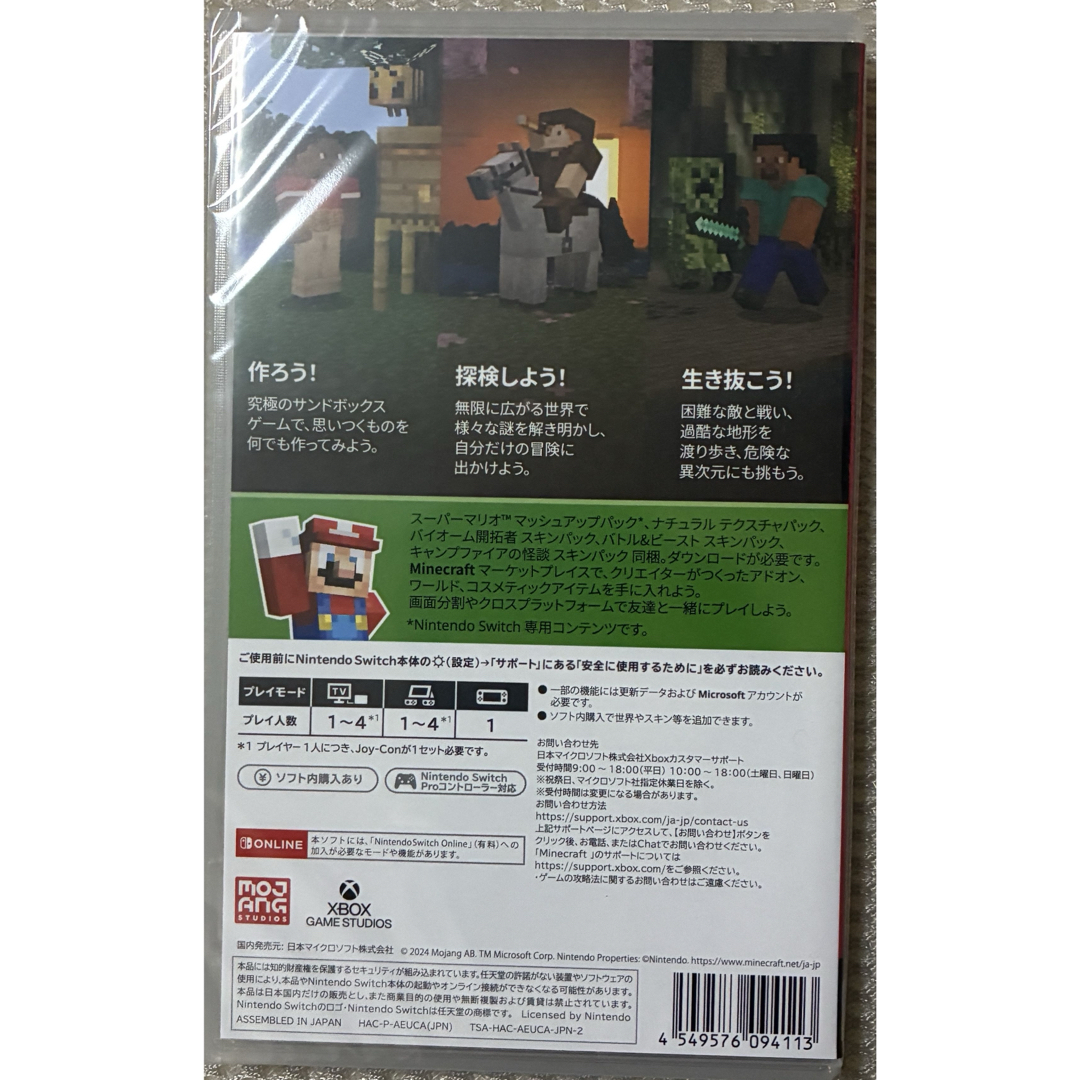 作ろう!
究極のサンドボックス
ゲームで、思いつくものを
何でも作ってみよう。
探検しよう!
無限に広がる世界で
様々な謎を解き明かし、
自分だけの冒険に
出かけよう。
生き抜こう!
困難な敵と戦い、
過酷な地形を
渡り歩き、危険な
異次元にも挑もう。
スーパーマリオ™ マッシュアップパック*、ナチュラル テクスチャパック、
バイオーム開拓者 スキンパック、バトル&ビースト スキンパック、
キャンプファイアの怪談 スキンパック 同梱。ダウンロードが必要です。
Minecraft マーケットプレイスで、クリエイターがつくったアドオン、
ワールド、コスメティックアイテムを手に入れよう。
画面分割やクロスプラットフォームで友達と一緒にプレイしよう。
*Nintendo Switch 専用コンテンツです。
ご使用前にNintendo Switch本体の(設定)→「サポート」にある「安全に使用するために」を必ずお読みください。
プレイモード TV
プレイ人数 1~4*1 1~4*1 1
*1 プレイヤー1人につき、Joy-Conが1セット必要です。
¥ ソフト内購入あり
Nintendo Switch
Proコントローラー対応
●一部の機能には更新データおよび Microsoft アカウントが
必要です。
●ソフト内購入で世界やスキン等を追加できます。
お問い合わせ先
日本マイクロソフト株式会社Xboxカスタマーサポート
受付時間9:00~18:00(平日) 10:00~18:00(土曜日、日曜日)
※祝祭日、マイクロソフト社指定休業日を除く。
※受付時間は変更になる場合があります。
お問い合わせ方法
https://support.xbox.com/ja-jp/contact-us
上記サポートページにアクセスして、【お問い合わせ】ボタンを
クリック後、お電話、またはChatでお問い合わせください。
「Minecraft 」のサポートについては
https://support.xbox.com/をご参照ください。
・ゲームの攻略法に関するお問い合わせはご遠慮ください。
ONLINE
本ソフトには、「Nintendo Switch Online」(有料)への
加入が必要なモードや機能があります。
MOJ
ANG
STUDIOS
XBOX
GAME STUDIOS
国内発売元: 日本マイクロソフト株式会社 © 2024 Mojang AB. TM Microsoft Corp. Nintendo Properties: ©Nintendo. https://www.minecraft.net/ja-jp
本品には知的財産権を保護するセキュリティが組み込まれています。任天堂の許諾がない装置やソフトウェアの
使用により、本品やNintendo Switch本体の起動やオンライン接続ができなくなる可能性があります。
本品は日本国内だけの販売とし、また商業目的の使用や無断複製および賃貸は禁止されています。
Nintendo Switchのロゴ・Nintendo Switchは任天堂の商標です。 Licensed by Nintendo
ASSEMBLED IN JAPAN HAC-P-AEUCA(JPN) TSA-HAC-AEUCA-JPN-2
4 549576 094113